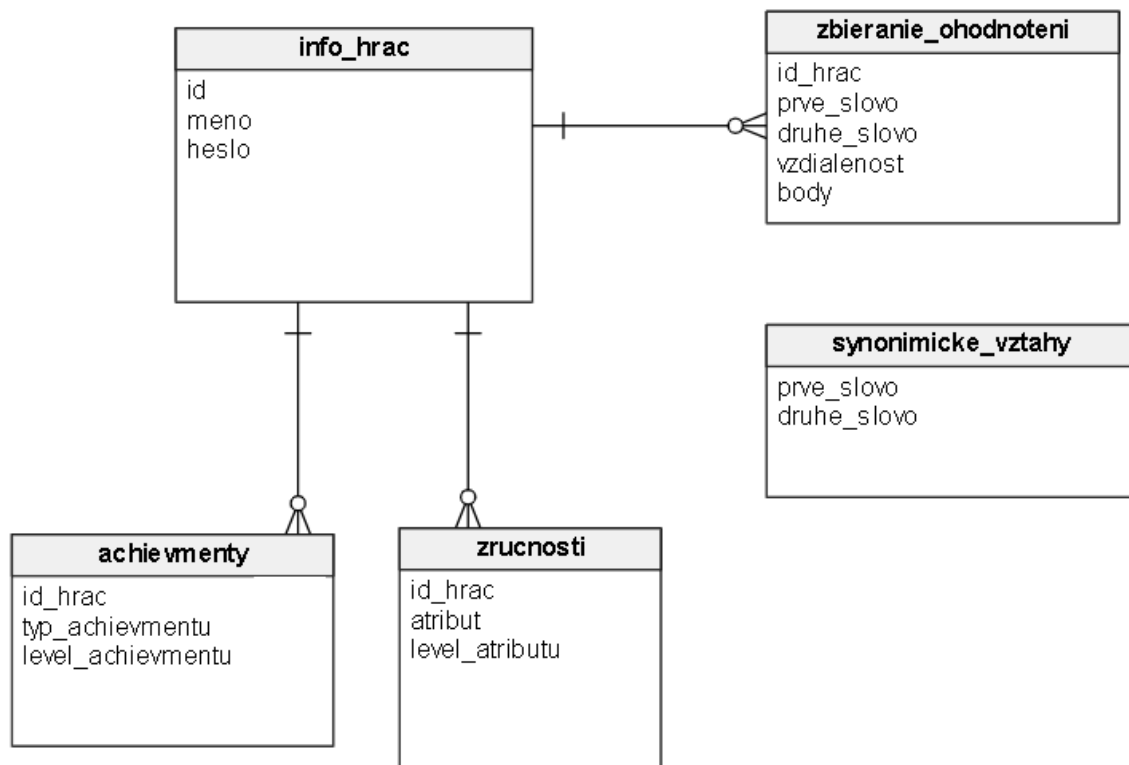 info_hrac
id
meno
heslo
zbieranie_ohodnoteni
id_hrac
prve_slovo
druhe_slovo
vzdialenost
body
synonimicke_vztahy
prve_slovo
druhe_slovo
achievmenty
id_hrac
typ_achievmentu
level_achievmentu
zrucnosti
id_hrac
atribut
level_atributu